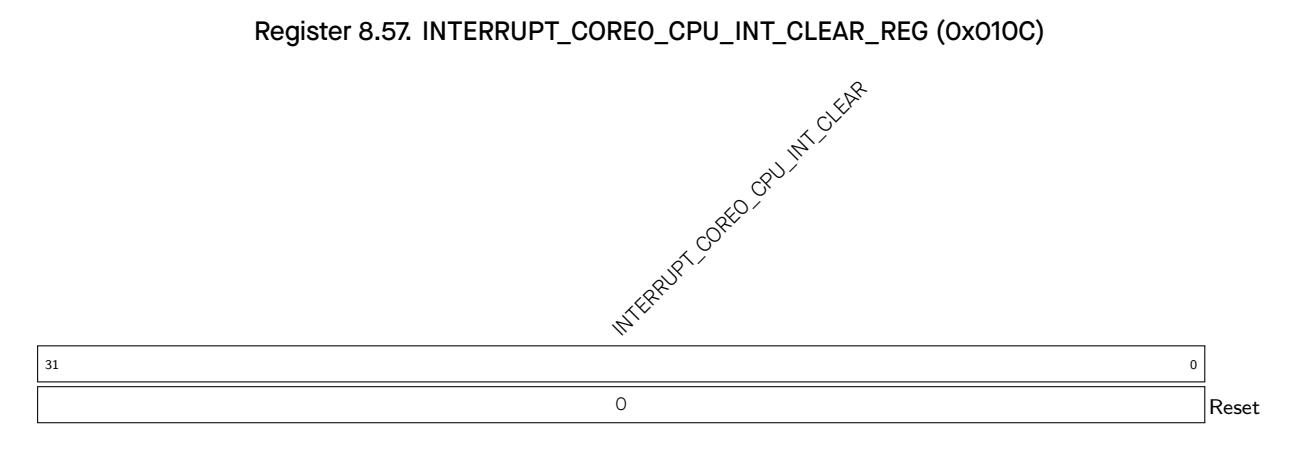 Register 8.57. INTERRUPT_CORE0_CPU_INT_CLEAR_REG (0x010C)
INTERRUPT_CORE0_CPU_INT_CLEAR
31 0
0 Reset